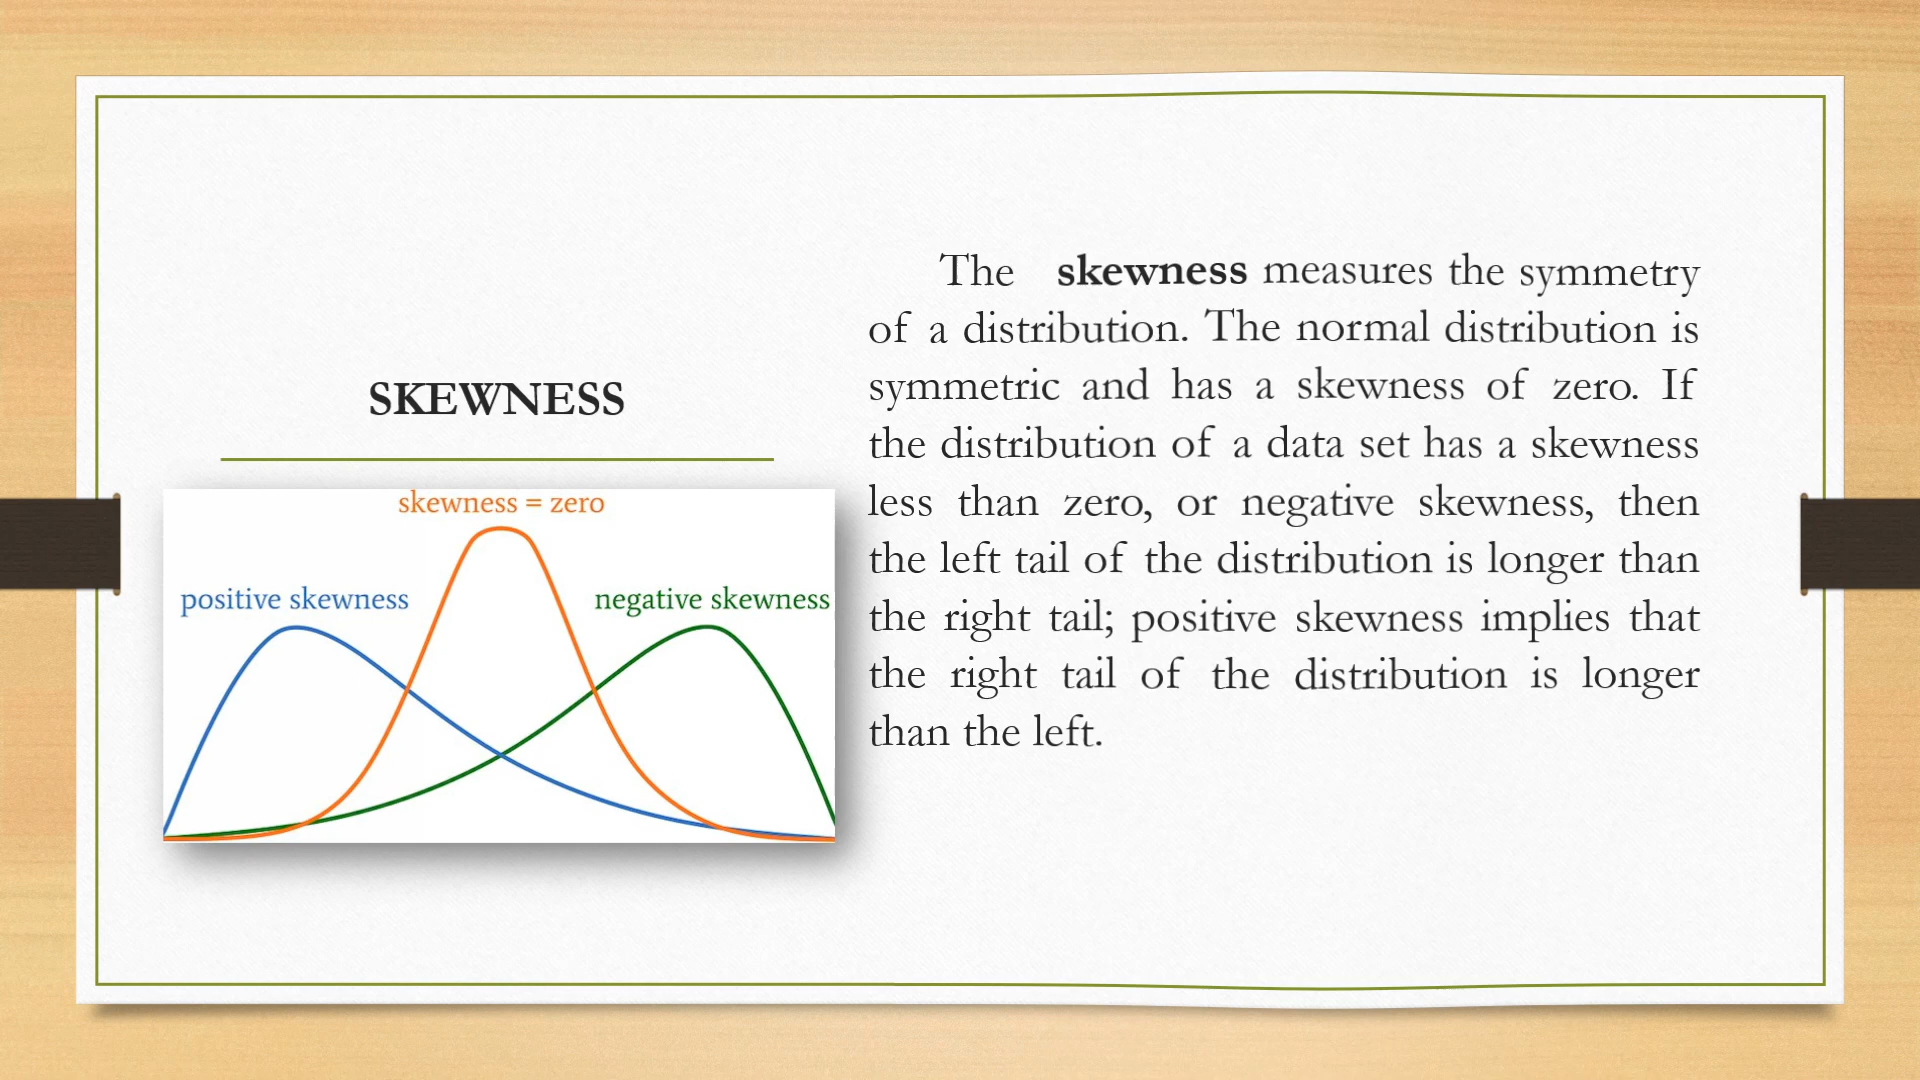 SKEWNESS
skewness = zero
positive skewness
negative skewness
The skewness measures the symmetry
of a distribution. The normal distribution is
symmetric and has a skewness of zero. If
the distribution of a data set has a skewness
less than zero, or negative skewness, then
the left tail of the distribution is longer than
the right tail; positive skewness implies that
the right tail of the distribution is longer
than the left.